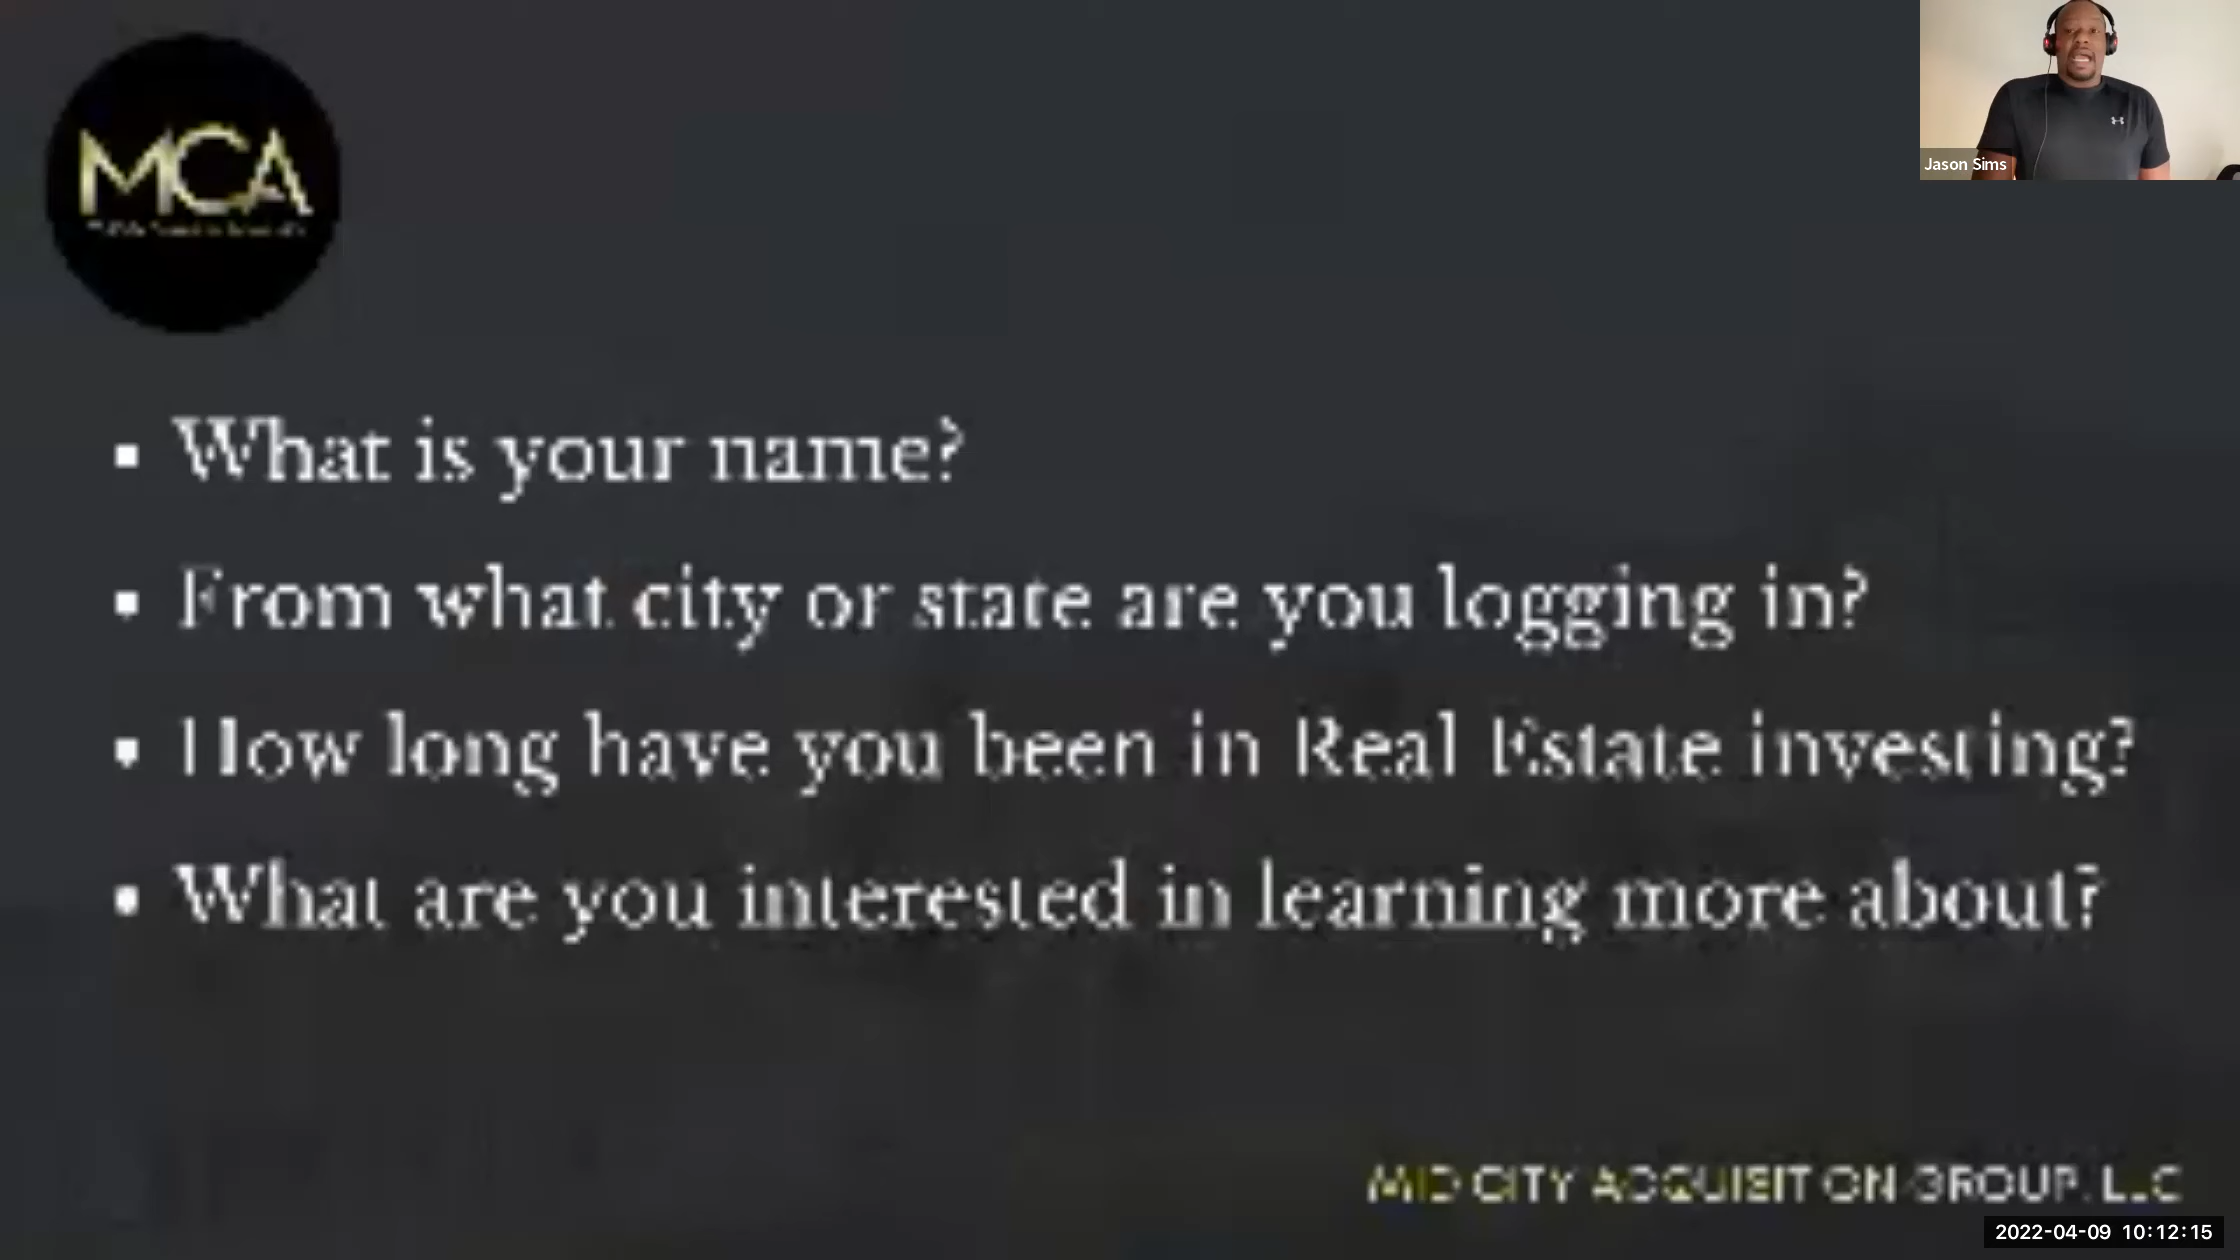 MCA
Jason Sims
▪ What is your name?
▪ From what city or state are you logging in?
▪ How long have you been in Real Estate investing?
▪ What are you interested in learning more about?
MID CITY ACQUISITION GROUP, LLC
2022-04-09 10:12:15